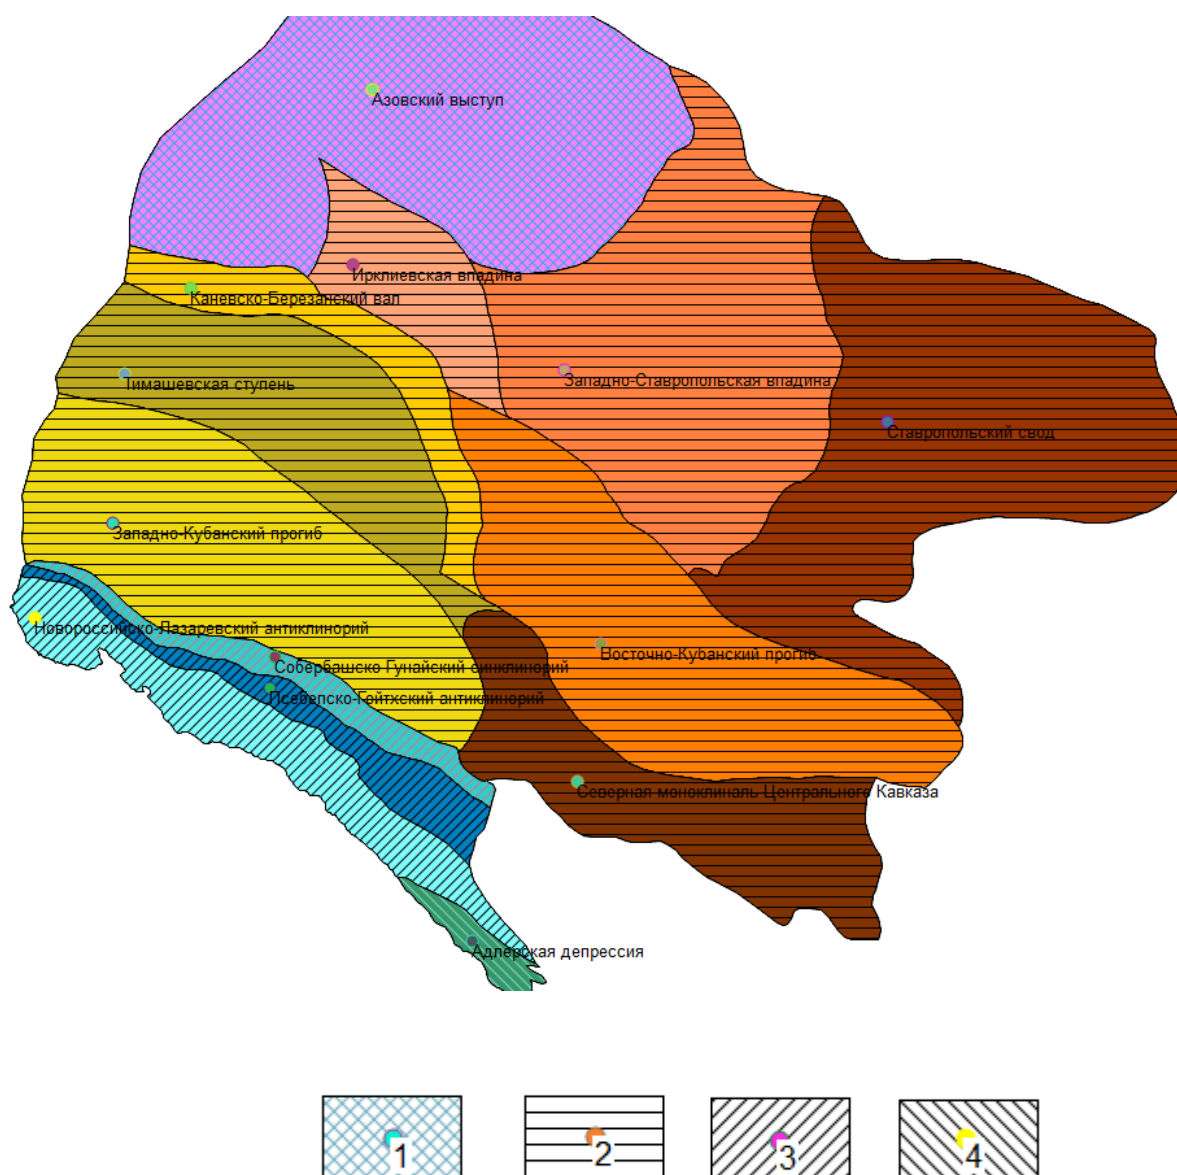 Азовский выступ
Ирклиевская впадина
Каневско-Березанский вал
Тимашевская ступень
Западно-Ставропольская впадина
Ставропольский свод
Западно-Кубанский прогиб
Новороссийско-Лазаревский антиклинорий
Восточно-Кубанский прогиб
Собербашско-Гунайский синклинорий
Псебепско-Гойтхский антиклинорий
Северная моноклиналь Центрального Кавказа
Адлерская депрессия
1 2 3 4